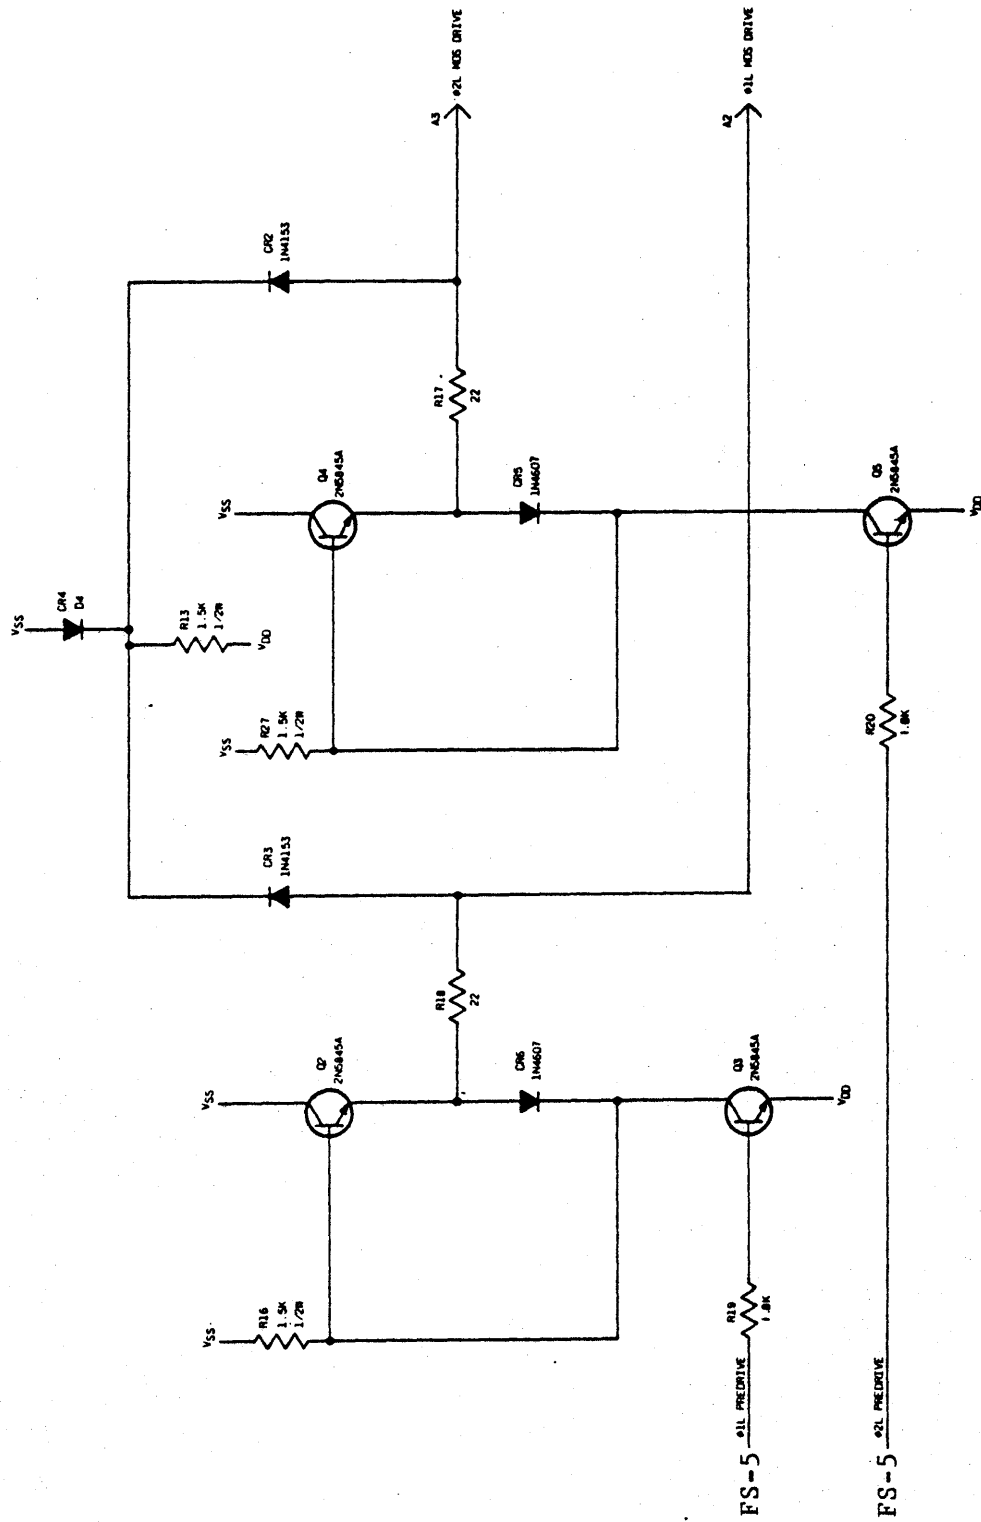 VSS
CR4
D4
R13
1.5K
1/2W
VDD
CR2
1N4153
A3
φ2L MOS DRIVE
R17
22
VSS
Q4
2N5845A
CR5
1N4607
VSS
R27
1.5K
1/2W
Q5
2N5845A
VDD
R20
1.8K
CR3
1N4153
A2
φ1L MOS DRIVE
R18
22
VSS
Q2
2N5845A
CR6
1N4607
Q3
2N5845A
VDD
VSS
R16
1.5K
1/2W
R19
1.8K
FS-5 φ1L PREDRIVE
FS-5 φ2L PREDRIVE